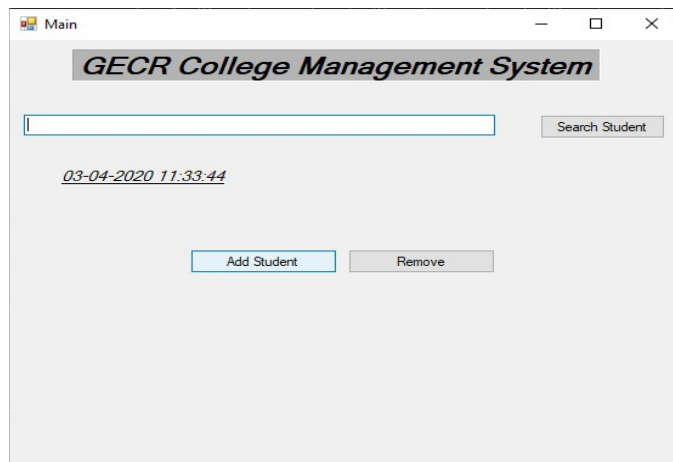 Main
GECR College Management System
Search Student
03-04-2020 11:33:44
Add Student Remove